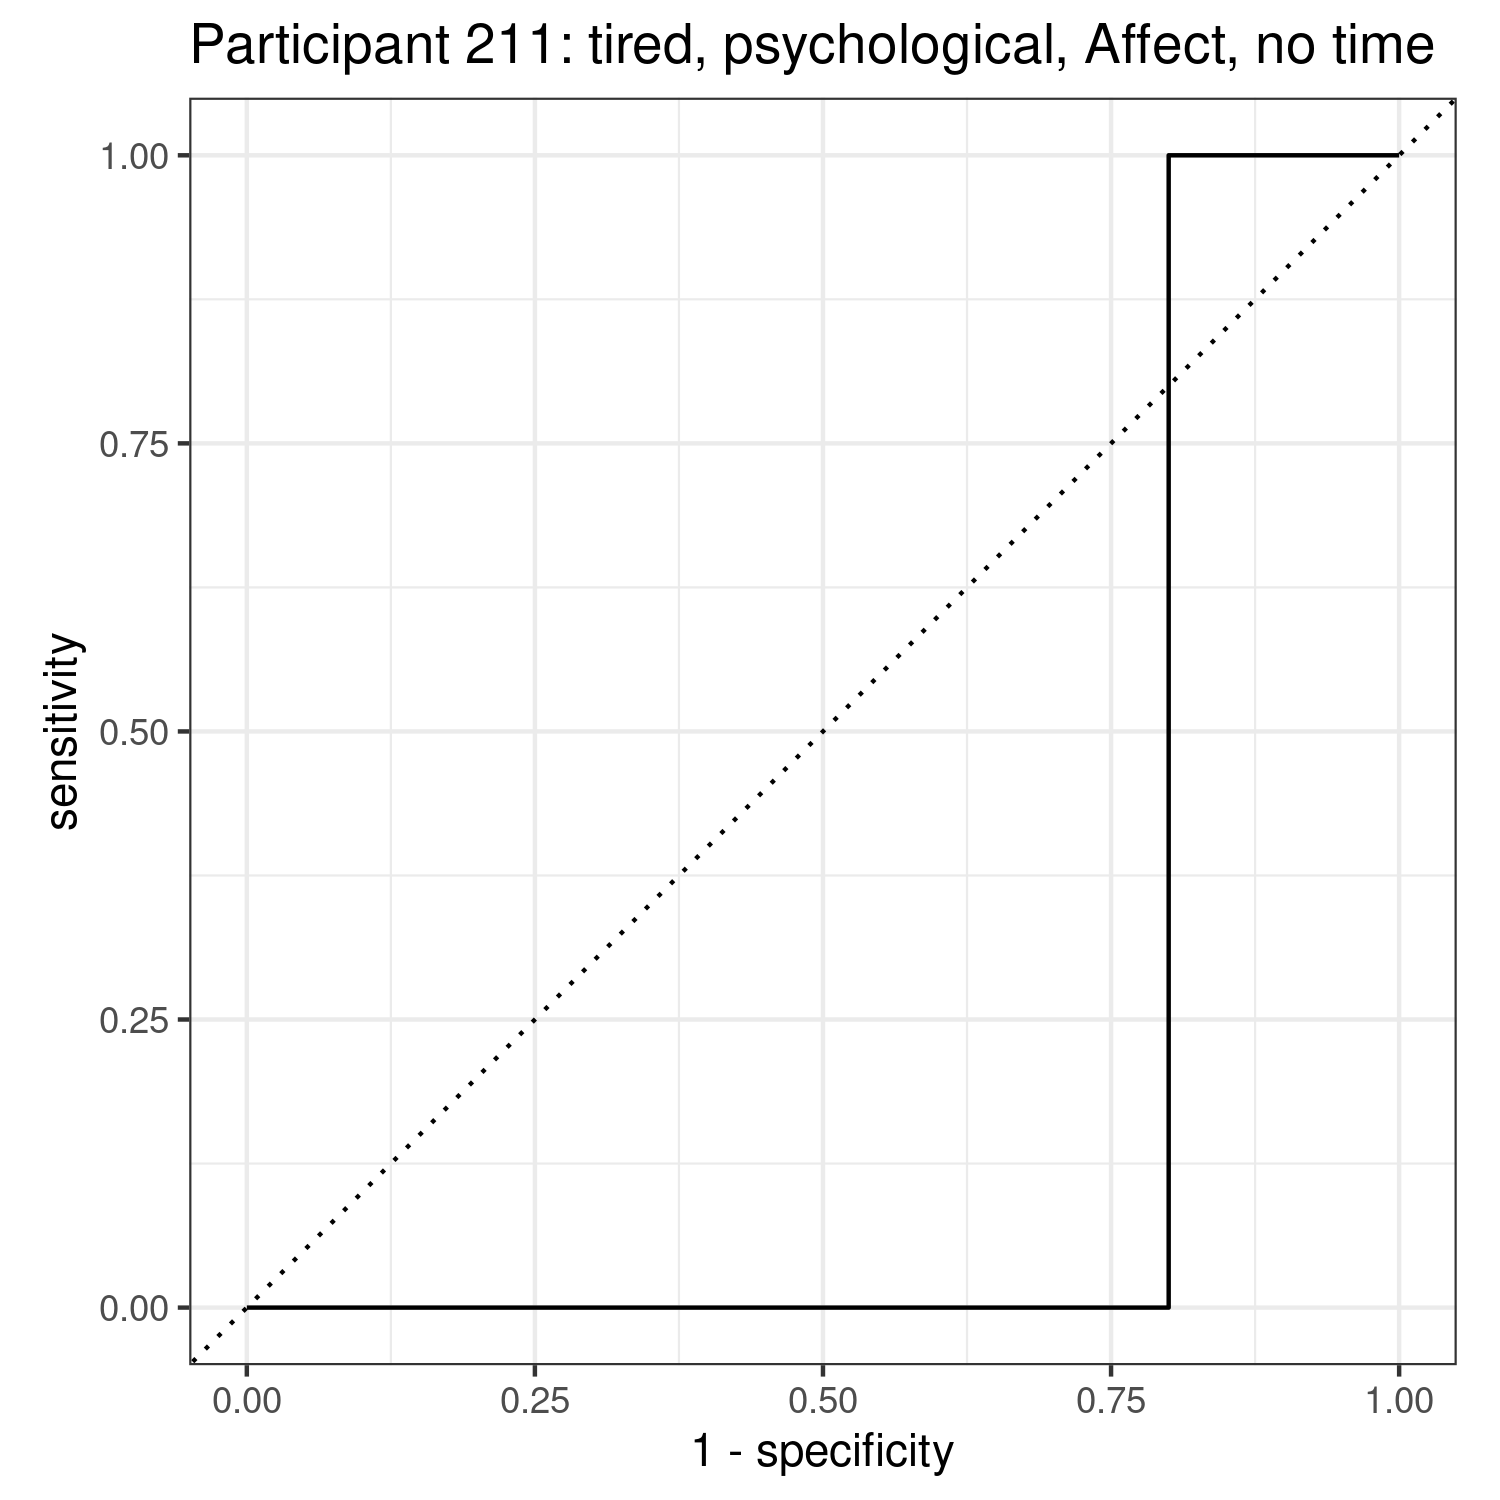 Participant 211: tired, psychological, Affect, no time
1.00
0.75
0.50
0.25
0.00
sensitivity
0.00 0.25 0.50 0.75 1.00
1 - specificity